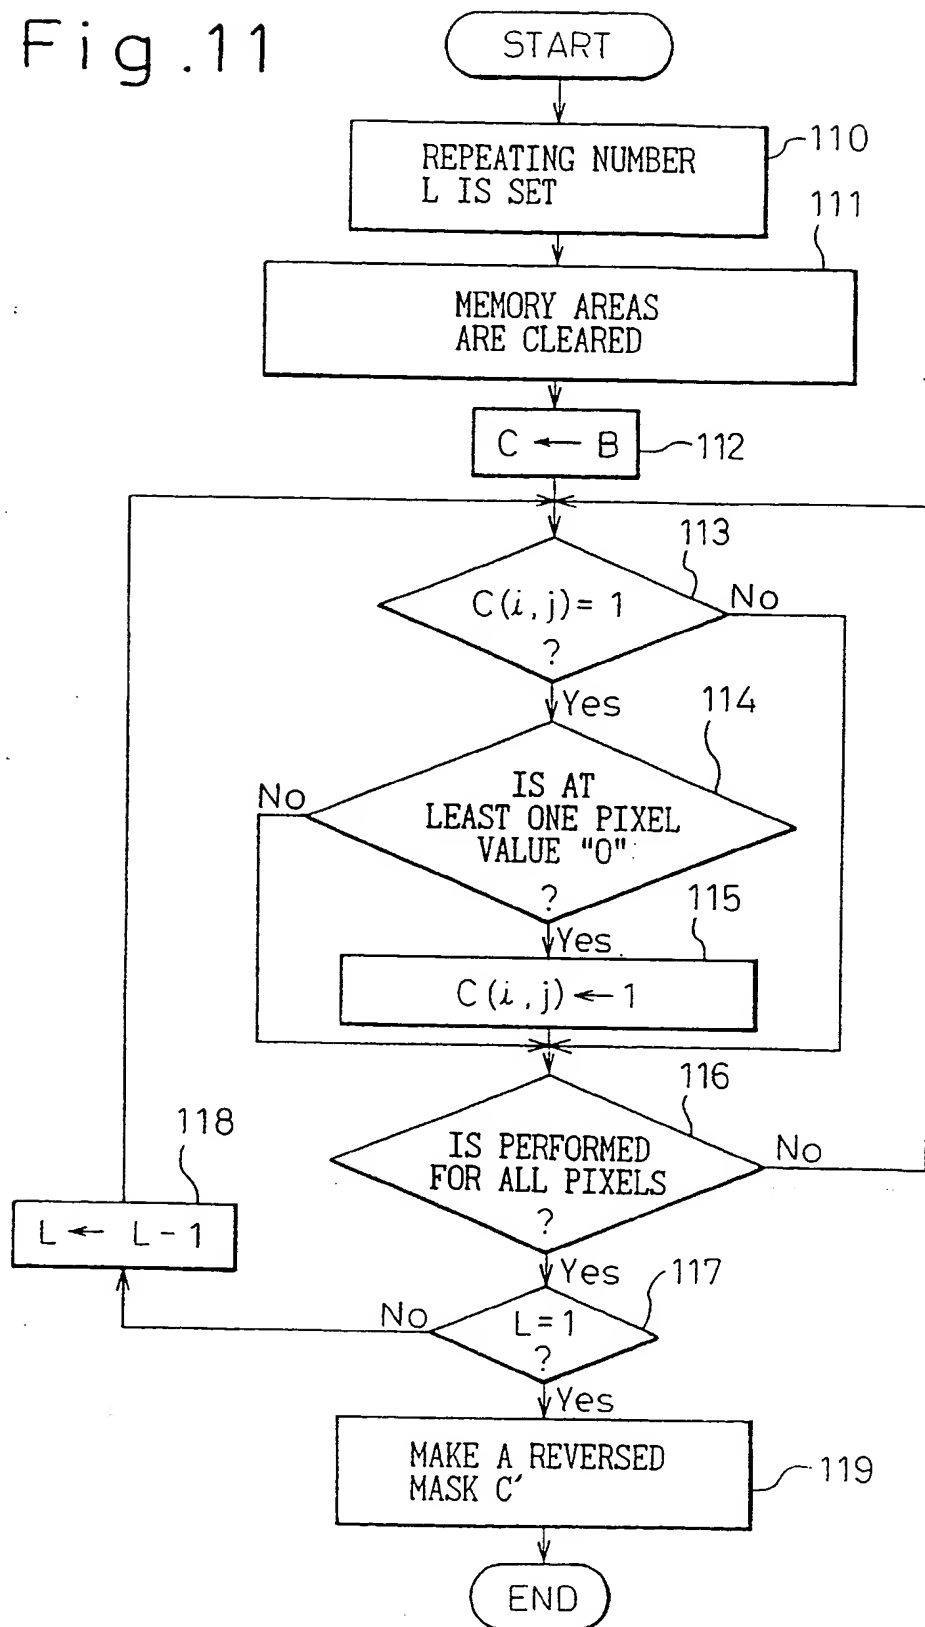 Fig.11
START
REPEATING NUMBER
L IS SET
110
111
MEMORY AREAS
ARE CLEARED
C ← B
112
113
C(i,j)= 1
?
No
Yes
114
IS AT
LEAST ONE PIXEL
VALUE "0"
?
No
Yes
115
C(i,j) ← 1
116
IS PERFORMED
FOR ALL PIXELS
?
No
Yes
118
L ← L-1
117
L=1
?
No
Yes
MAKE A REVERSED
MASK C'
119
END